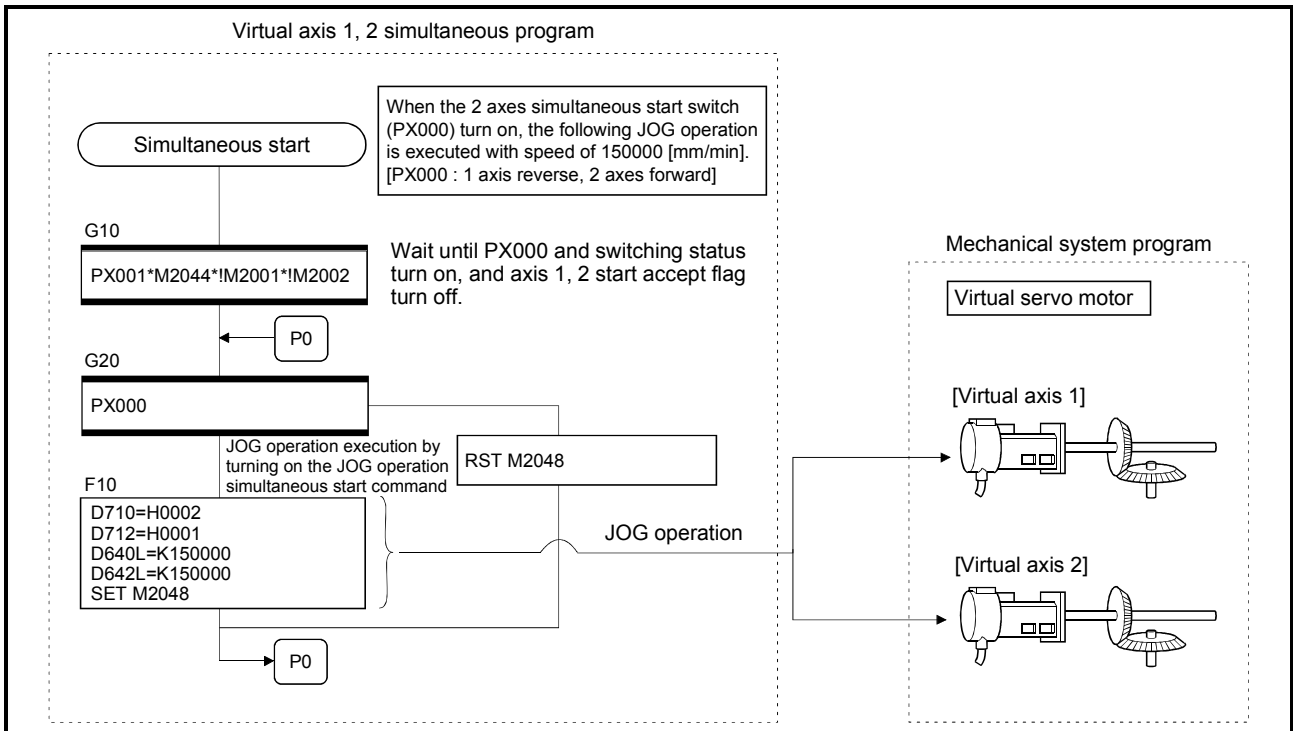 Virtual axis 1, 2 simultaneous program
When the 2 axes simultaneous start switch
(PX000) turn on, the following JOG operation
is executed with speed of 150000 [mm/min].
[PX000 : 1 axis reverse, 2 axes forward]
Simultaneous start
G10
PX001*M2044*!M2001*!M2002
Wait until PX000 and switching status
turn on, and axis 1, 2 start accept flag
turn off.
P0
G20
PX000
JOG operation execution by
turning on the JOG operation
simultaneous start command
RST M2048
F10
D710=H0002
D712=H0001
D640L=K150000
D642L=K150000
SET M2048
JOG operation
P0
Mechanical system program
Virtual servo motor
[Virtual axis 1]
[Virtual axis 2]